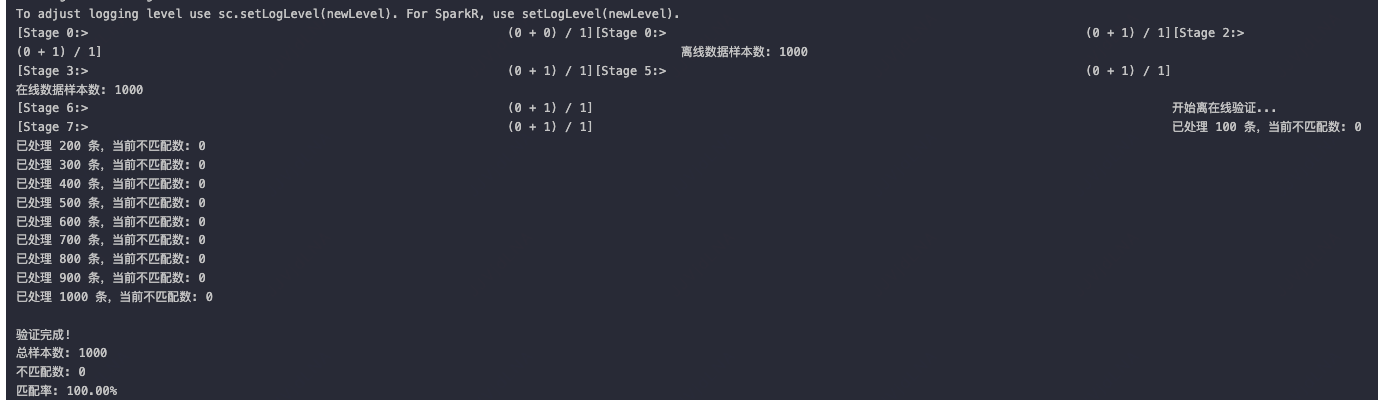 To adjust logging level use sc.setLogLevel(newLevel). For SparkR, use setLogLevel(newLevel).
[Stage 0:> (0 + 0) / 1][Stage 0:> (0 + 1) / 1][Stage 2:>
(0 + 1) / 1] 离线数据样本数: 1000
[Stage 3:> (0 + 1) / 1][Stage 5:> (0 + 1) / 1]
在线数据样本数: 1000
[Stage 6:> (0 + 1) / 1] 开始离在线验证...
[Stage 7:> (0 + 1) / 1] 已处理 100 条, 当前不匹配数: 0
已处理 200 条, 当前不匹配数: 0
已处理 300 条, 当前不匹配数: 0
已处理 400 条, 当前不匹配数: 0
已处理 500 条, 当前不匹配数: 0
已处理 600 条, 当前不匹配数: 0
已处理 700 条, 当前不匹配数: 0
已处理 800 条, 当前不匹配数: 0
已处理 900 条, 当前不匹配数: 0
已处理 1000 条, 当前不匹配数: 0
验证完成!
总样本数: 1000
不匹配数: 0
匹配率: 100.00%